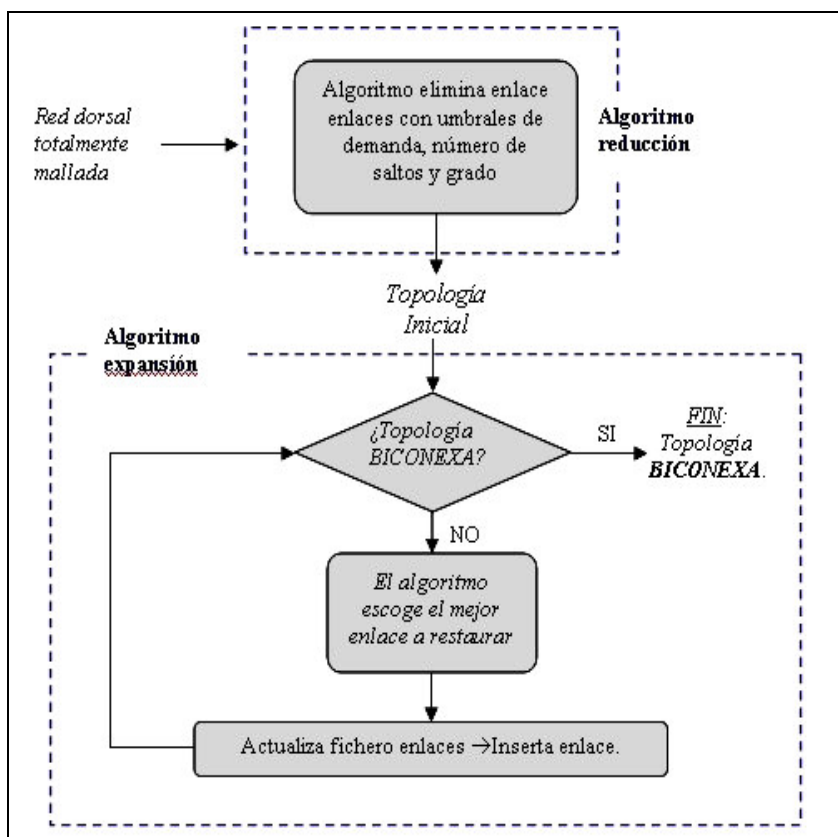 Algoritmo elimina enlace
enlaces con umbrales de
demanda, número de
saltos y grado
Algoritmo
reducción
Red dorsal
totalmente
mallada
Topología
Inicial
Algoritmo
expansión
¿Topología
BICONEXA?
SI
FIN:
Topología
BICONEXA.
NO
El algoritmo
escoge el mejor
enlace a restaurar
Actualiza fichero enlaces →Inserta enlace.